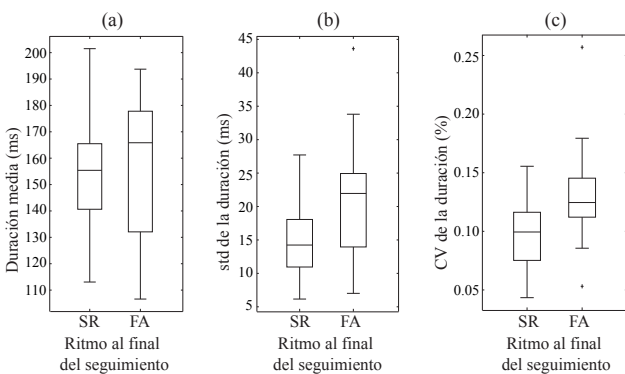 (a)
Duración media (ms)
200
190
180
170
160
150
140
130
120
110
SR FA
Ritmo al final
del seguimiento
(b)
std de la duración (ms)
45
40
35
30
25
20
15
10
5
SR FA
Ritmo al final
del seguimiento
(c)
CV de la duración (%)
0.25
0.20
0.15
0.10
0.05
SR FA
Ritmo al final
del seguimiento